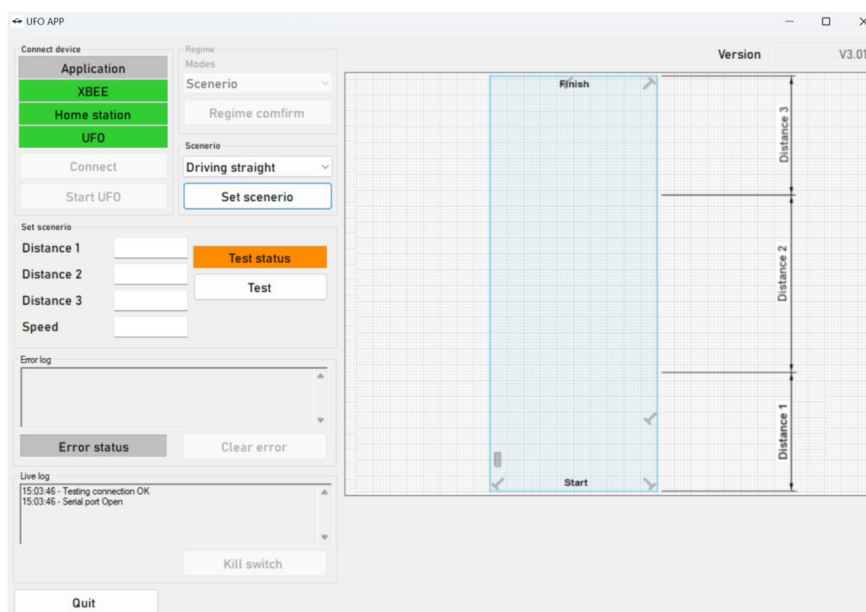 UFO APP
Connect device
Application
XBEE
Home station
UFO
Connect
Start UFO
Regime
Modes
Scenerio
Regime comfirm
Scenerio
Driving straight
Set scenerio
Version
V3.01
Set scenerio
Distance 1
Distance 2
Distance 3
Speed
Test status
Test
Error log
Error status
Clear error
Live log
15:03:46 - Testing connection OK
15:03:46 - Serial port Open
Kill switch
Quit
Finish
Start
Distance 3
Distance 2
Distance 1